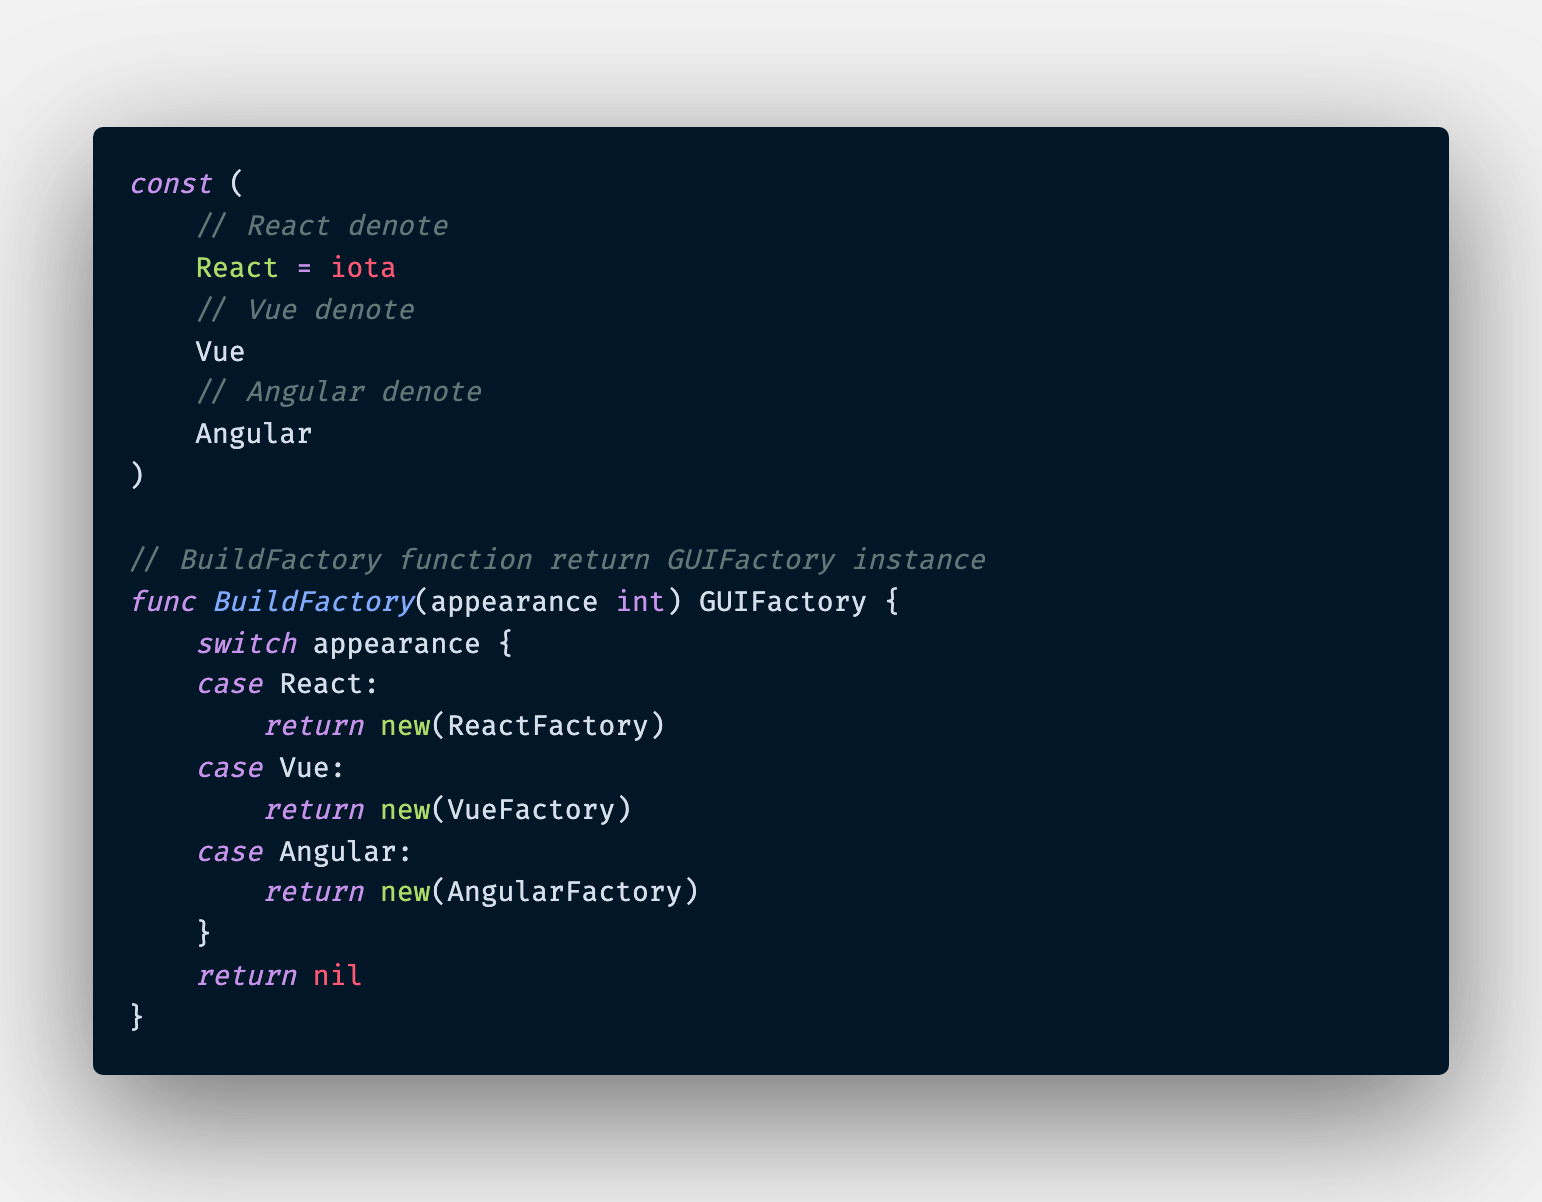 const (
    // React denote
    React = iota
    // Vue denote
    Vue
    // Angular denote
    Angular
)

// BuildFactory function return GUIFactory instance
func BuildFactory(appearance int) GUIFactory {
    switch appearance {
    case React:
        return new(ReactFactory)
    case Vue:
        return new(VueFactory)
    case Angular:
        return new(AngularFactory)
    }
    return nil
}